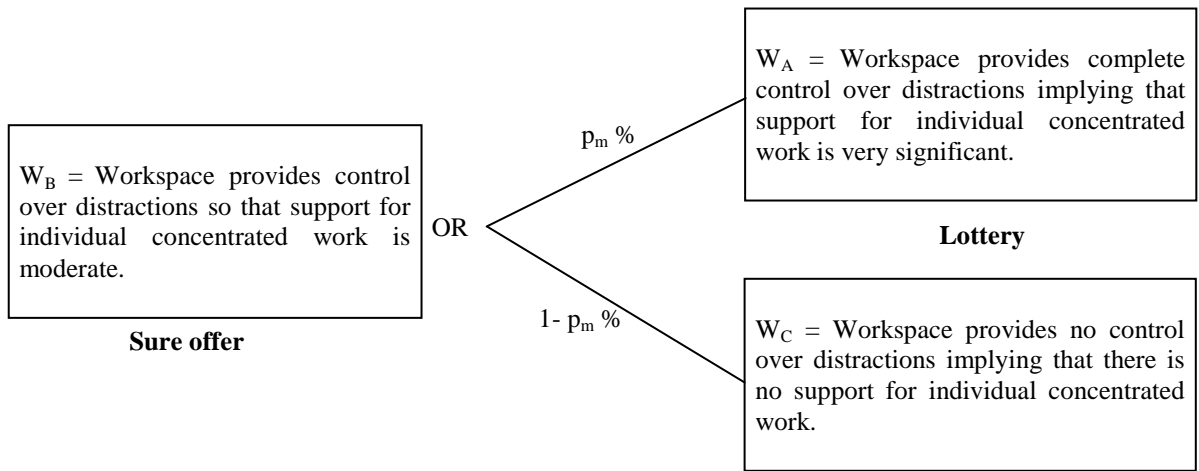 W_B = Workspace provides control
over distractions so that support for
individual concentrated work is
moderate.
Sure offer
OR
p_m %
1- p_m %
W_A = Workspace provides complete
control over distractions implying that
support for individual concentrated
work is very significant.
Lottery
W_C = Workspace provides no control
over distractions implying that there is
no support for individual concentrated
work.